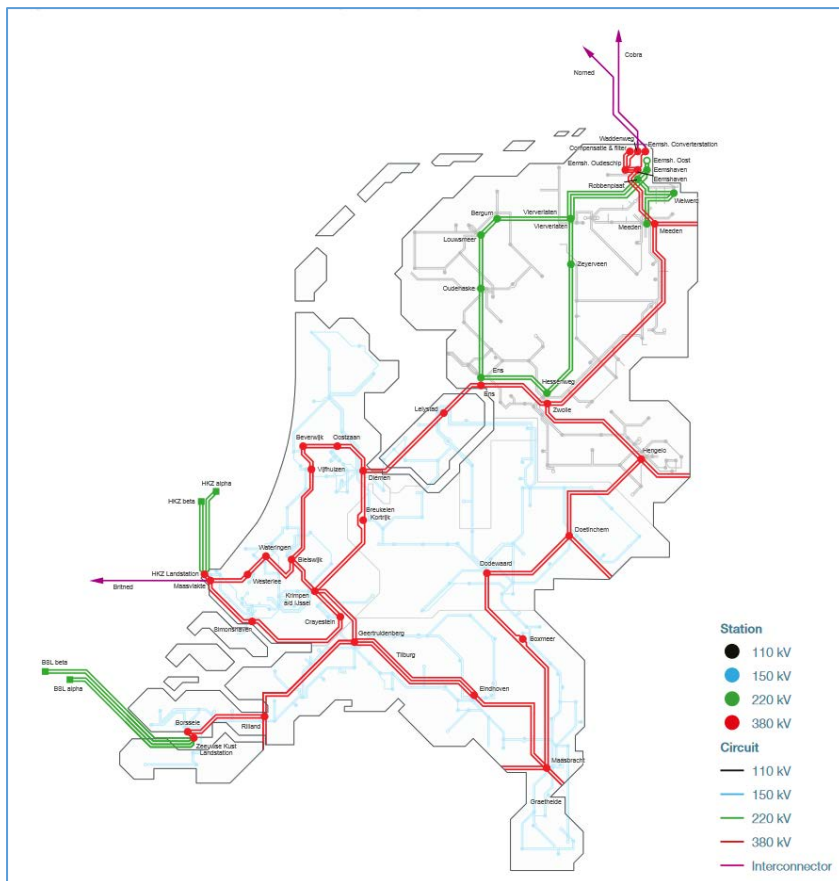 Cobra
Norned
Waddenweg
Compensatie & filter
Eemsh. Converterstation
Eemsh. Oudeschip
Eemsh. Oost
Eemshaven
Eemshaven
Robbenplaat
Weiwerd
Bergum
Vierverlaten
Vierverlaten
Meeden
Meeden
Louwsmeer
Zeyerveen
Oudehaske
Ens
Hessenweg
Ens
Zwolle
Lelystad
Beverwijk
Oostzaan
Hengelo
Vijfhuizen
Diemen
HKZ alpha
HKZ beta
Breukelen
Kortrijk
Doetinchem
Wateringen
Bleiswijk
Dodewaard
HKZ Landstation
Maasvlakte
Westerlee
Britned
Krimpen
a/d IJssel
Simonshaven
Crayestein
Geertruidenberg
Boxmeer
Tilburg
BSL beta
BSL alpha
Eindhoven
Borssele
Rilland
Zeeuwse Kust
Landstation
Maasbracht
Graetheide
Station
110 kV
150 kV
220 kV
380 kV
Circuit
110 kV
150 kV
220 kV
380 kV
Interconnector